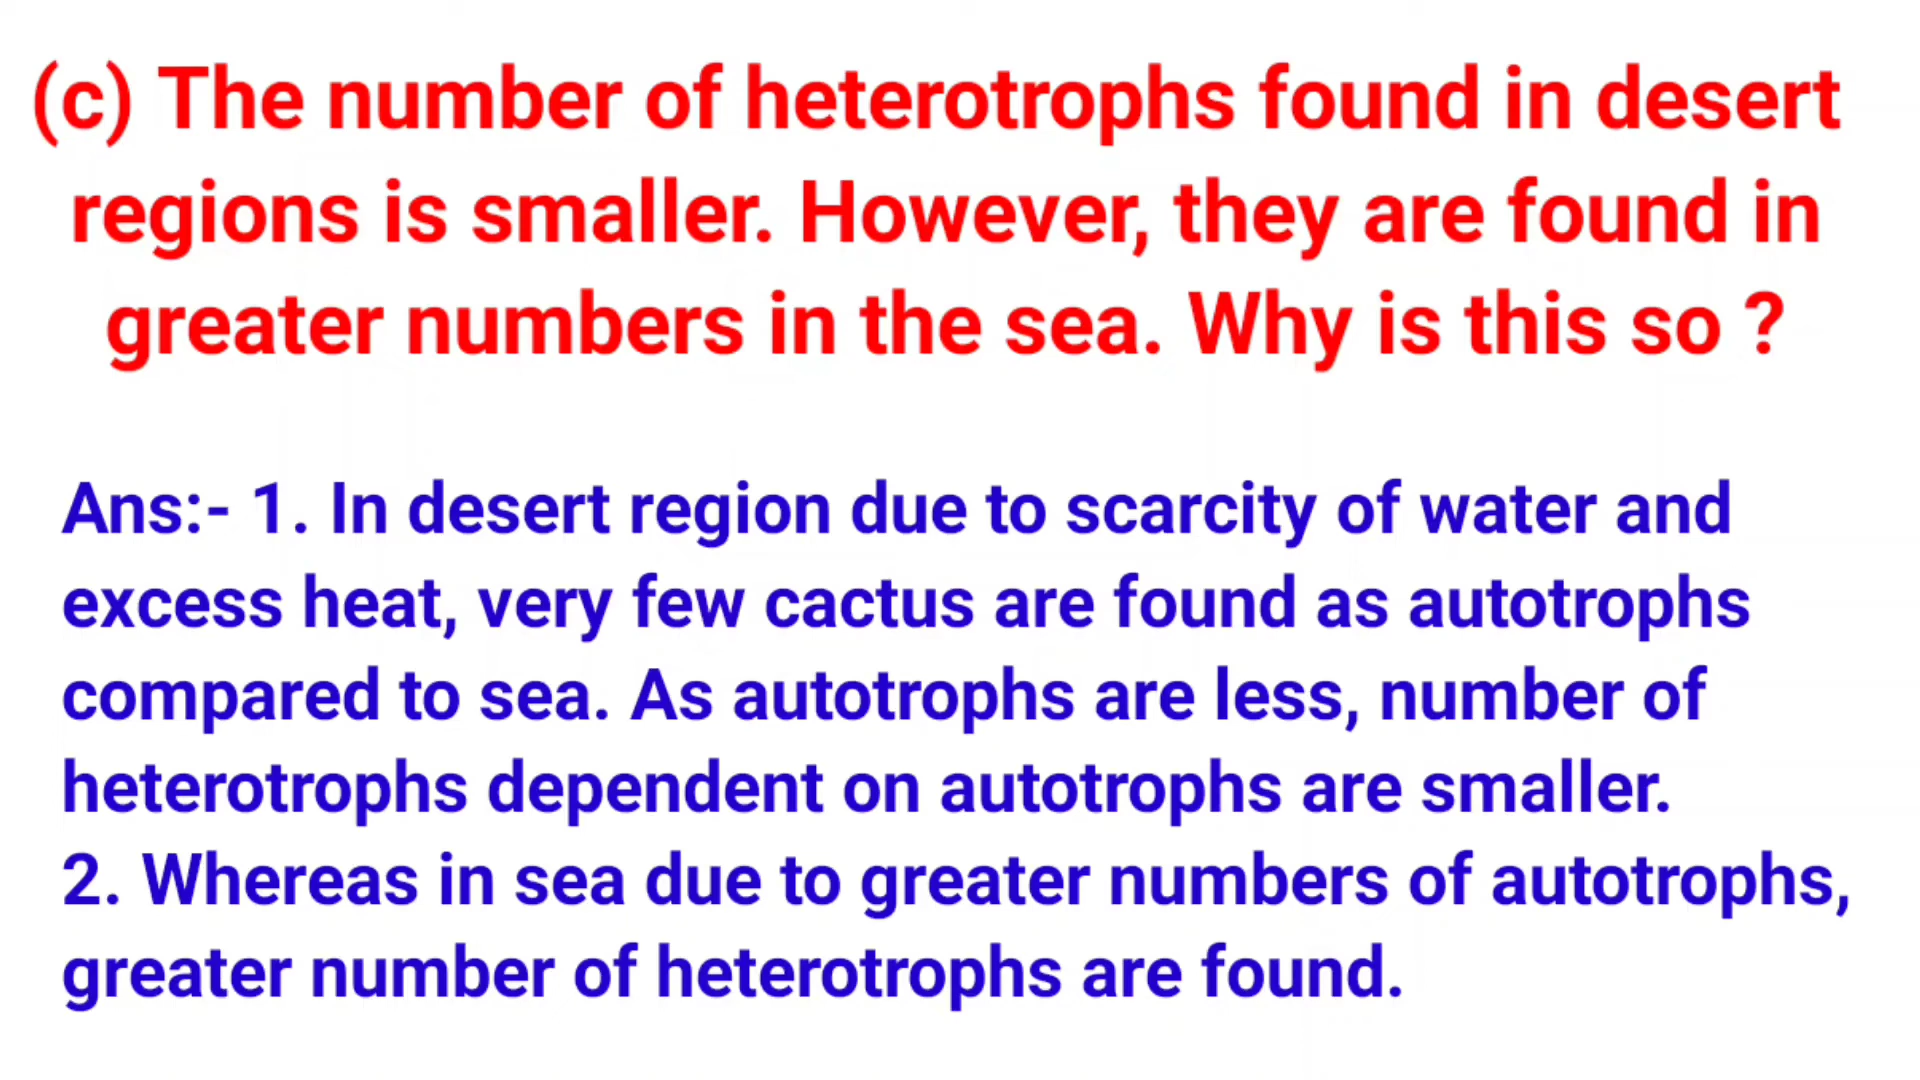 (c) The number of heterotrophs found in desert
regions is smaller. However, they are found in
greater numbers in the sea. Why is this so ?
Ans:- 1. In desert region due to scarcity of water and
excess heat, very few cactus are found as autotrophs
compared to sea. As autotrophs are less, number of
heterotrophs dependent on autotrophs are smaller.
2. Whereas in sea due to greater numbers of autotrophs,
greater number of heterotrophs are found.